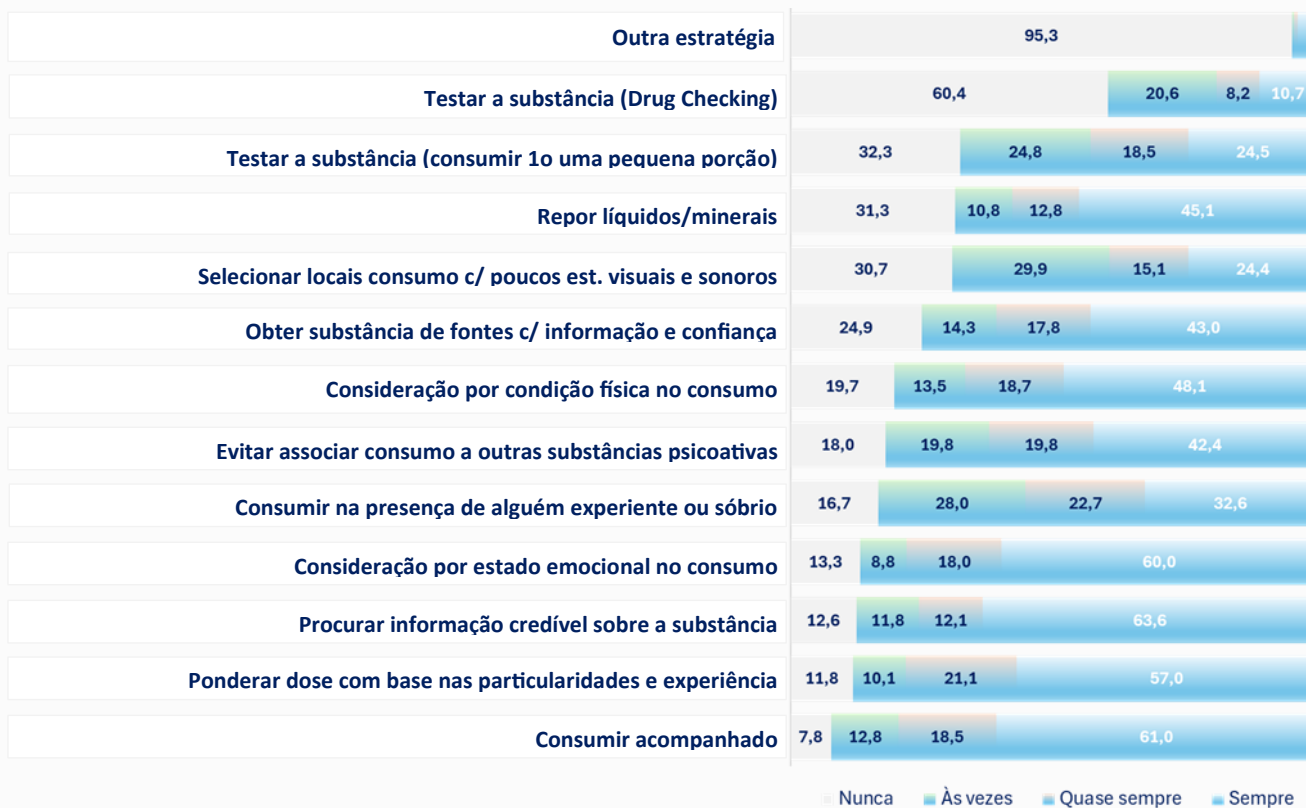 Outra estratégia 95,3
Testar a substância (Drug Checking) 60,4 20,6 8,2 10,7
Testar a substância (consumir 1o uma pequena porção) 32,3 24,8 18,5 24,5
Repor líquidos/minerais 31,3 10,8 12,8 45,1
Selecionar locais consumo c/ poucos est. visuais e sonoros 30,7 29,9 15,1 24,4
Obter substância de fontes c/ informação e confiança 24,9 14,3 17,8 43,0
Consideração por condição física no consumo 19,7 13,5 18,7 48,1
Evitar associar consumo a outras substâncias psicoativas 18,0 19,8 19,8 42,4
Consumir na presença de alguém experiente ou sóbrio 16,7 28,0 22,7 32,6
Consideração por estado emocional no consumo 13,3 8,8 18,0 60,0
Procurar informação credível sobre a substância 12,6 11,8 12,1 63,6
Ponderar dose com base nas particularidades e experiência 11,8 10,1 21,1 57,0
Consumir acompanhado 7,8 12,8 18,5 61,0
Nunca Às vezes Quase sempre Sempre